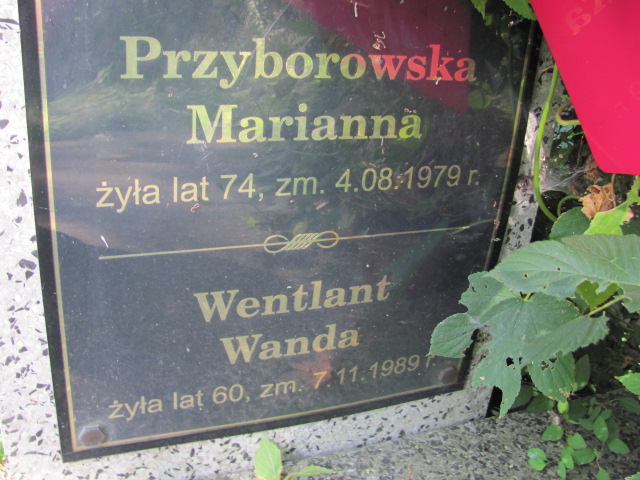 Przyborowska
Marianna
żyła lat 74, zm. 4.08.1979 r.
Wentlant
Wanda
żyła lat 60, zm. 7.11.1989 r.